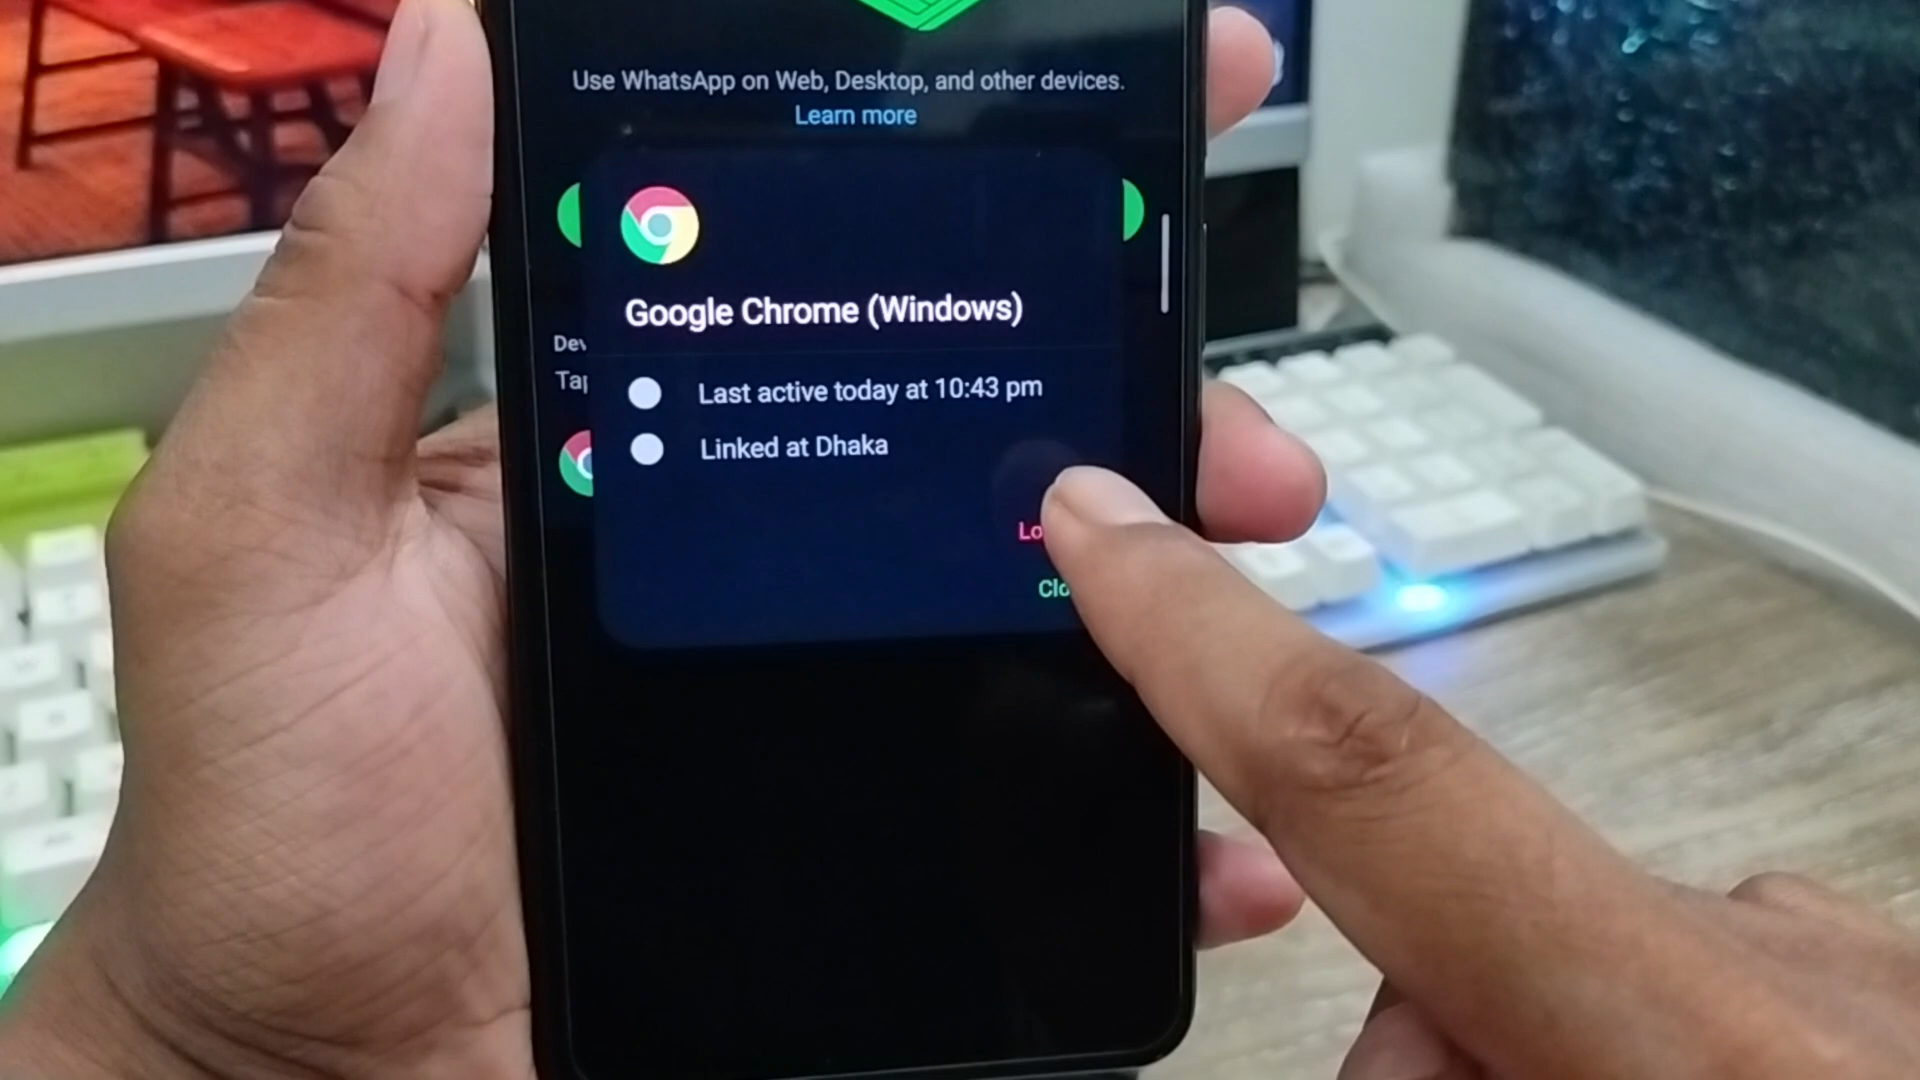 Use WhatsApp on Web, Desktop, and other devices.
Learn more
Google Chrome (Windows)
Last active today at 10:43 pm
Linked at Dhaka